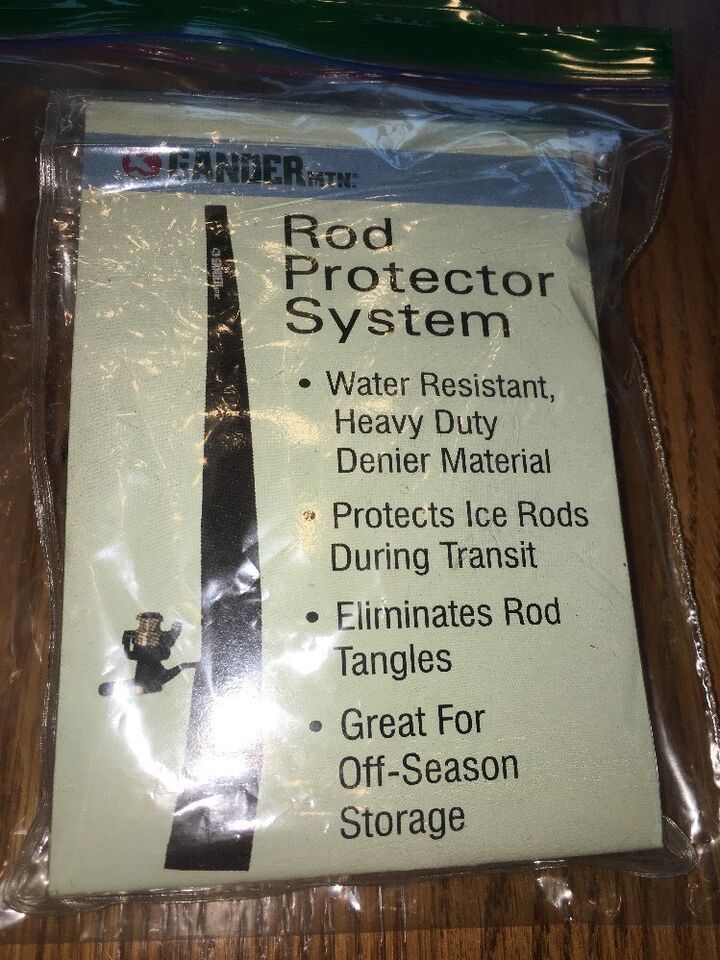 GANDER MTN.
GANDER
Rod
Protector
System
• Water Resistant,
Heavy Duty
Denier Material
• Protects Ice Rods
During Transit
• Eliminates Rod
Tangles
• Great For
Off-Season
Storage